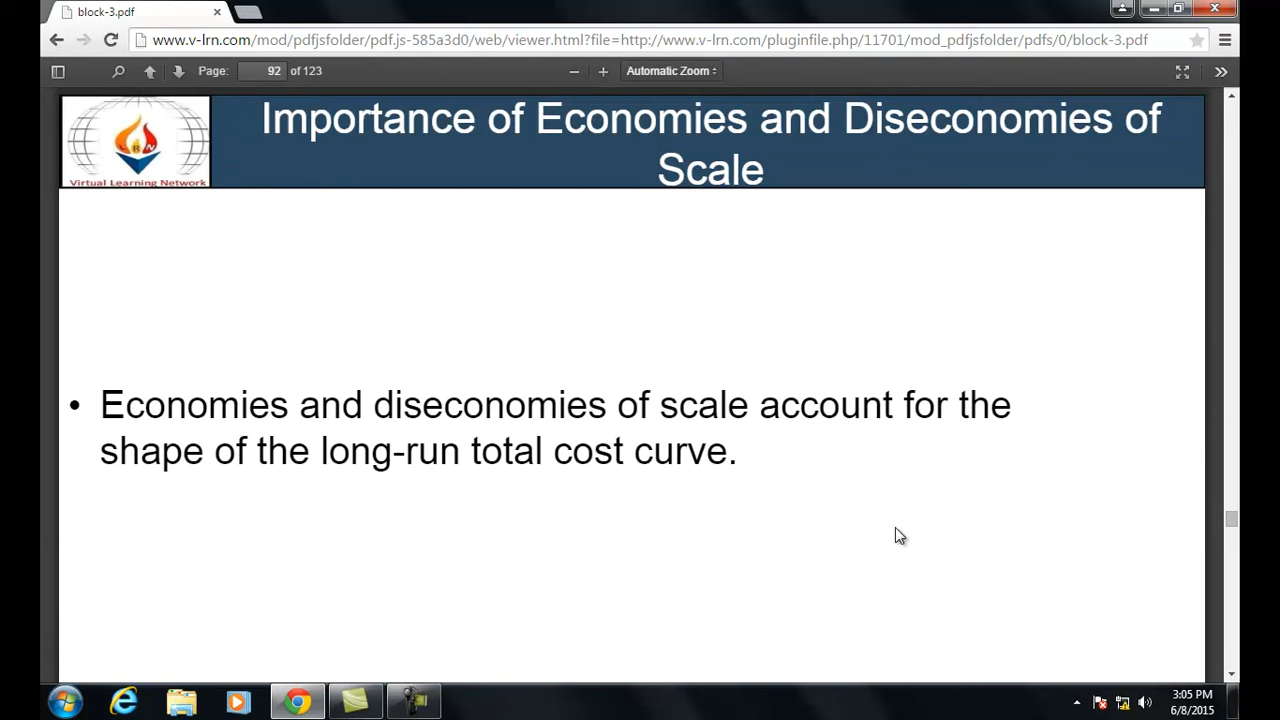 block-3.pdf
www.v-lrn.com/mod/pdfjsfolder/pdf.js-585a3d0/web/viewer.html?file=http://www.v-lrn.com/pluginfile.php/11701/mod_pdfjsfolder/pdfs/0/block-3.pdf
Page: 92 of 123 Automatic Zoom
Importance of Economies and Diseconomies of
Scale
RN
Virtual Learning Network
• Economies and diseconomies of scale account for the
shape of the long-run total cost curve.
3:05 PM
6/8/2015